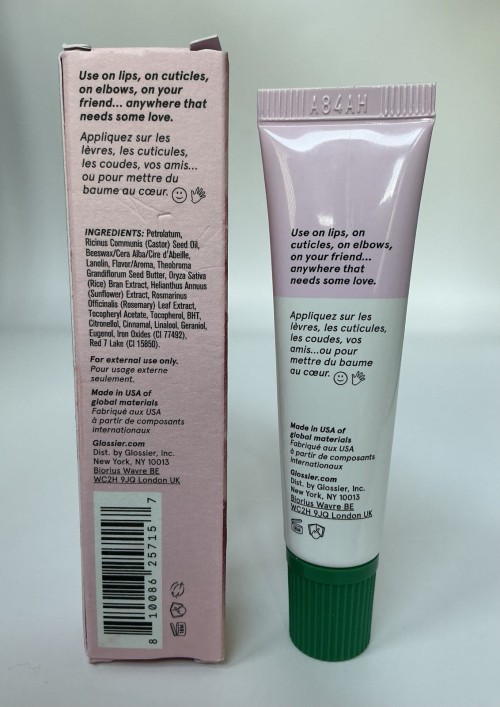 Use on lips, on cuticles,
on elbows, on your
friend... anywhere that
needs some love.
Appliquez sur les
lèvres, les cuticules,
les coudes, vos amis...
ou pour mettre du
baume au cœur.
INGREDIENTS: Petrolatum,
Ricinus Communis (Castor) Seed Oil,
Beeswax/Cera Alba/Cire d'Abeille,
Lanolin, Flavor/Aroma, Theobroma
Grandiflorum Seed Butter, Oryza Sativa
(Rice) Bran Extract, Helianthus Annuus
(Sunflower) Extract, Rosmarinus
Officinalis (Rosemary) Leaf Extract,
Tocopheryl Acetate, Tocopherol, BHT,
Citronellol, Cinnamal, Linalool, Geraniol,
Eugenol, Iron Oxides (CI 77492),
Red 7 Lake (CI 15850).
For external use only.
Pour usage externe
seulement.
Made in USA of
global materials
Fabriqué aux USA
à partir de composants
internationaux
Glossier.com
Dist. by Glossier, Inc.
New York, NY 10013
Biorius Wavre BE
WC2H 9JQ London UK
8 10086 25715 7
A84AH
Use on lips, on
cuticles, on elbows,
on your friend...
anywhere that
needs some love.
Appliquez sur les
lèvres, les cuticules,
les coudes, vos
amis...ou pour
mettre du baume
au cœur.
Made in USA of
global materials
Fabriqué aux USA
à partir de composants
internationaux
Glossier.com
Dist. by Glossier, Inc.
New York, NY 10013
Biorius Wavre BE
WC2H 9JQ London UK